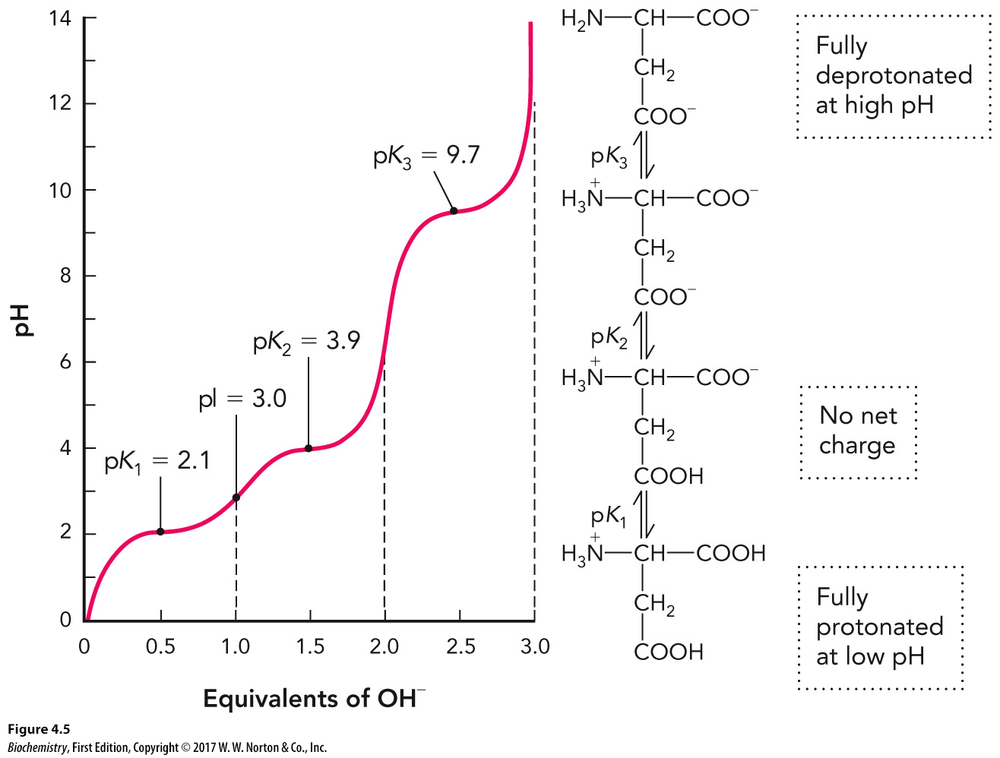 14
12
10
8
6
4
2
0
pH
0 0.5 1.0 1.5 2.0 2.5 3.0
Equivalents of OH⁻
pK₁ = 2.1
pI = 3.0
pK₂ = 3.9
pK₃ = 9.7
H₂N—CH—COO⁻
CH₂
COO⁻
pK₃
+
H₃N—CH—COO⁻
CH₂
COO⁻
pK₂
+
H₃N—CH—COO⁻
CH₂
COOH
pK₁
+
H₃N—CH—COOH
CH₂
COOH
Fully
deprotonated
at high pH
No net
charge
Fully
protonated
at low pH
Figure 4.5
Biochemistry, First Edition, Copyright © 2017 W. W. Norton & Co., Inc.